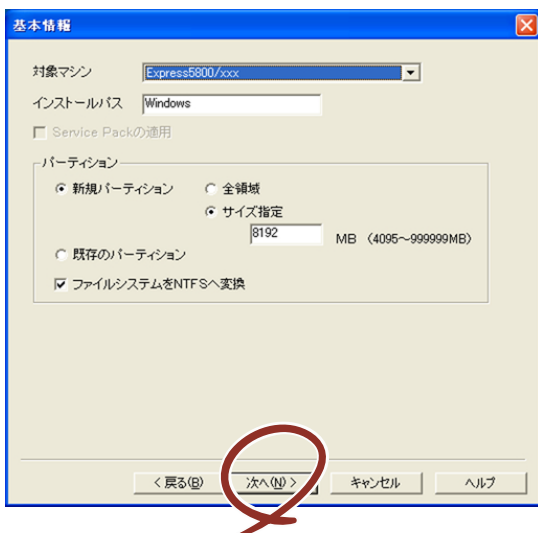 基本情報
対象マシン Express5800/xxx
インストールパス Windows
Service Packの適用
パーティション
新規パーティション 全領域
サイズ指定
8192 MB (4095～999999MB)
既存のパーティション
ファイルシステムをNTFSへ変換
< 戻る(B) 次へ(N) > キャンセル ヘルプ